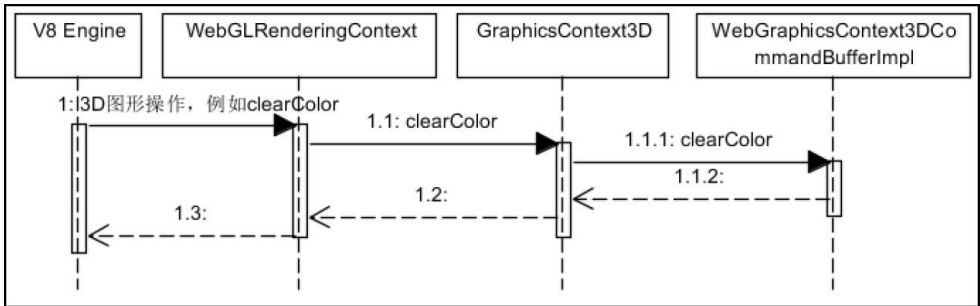 V8 Engine
WebGLRenderingContext
GraphicsContext3D
WebGraphicsContext3DCo
mmandBufferImpl
1:3D图形操作，例如clearColor
1.1: clearColor
1.1.1: clearColor
1.1.2:
1.2:
1.3: